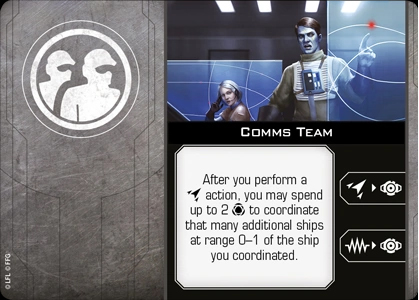 Comms Team
After you perform a
action, you may spend
up to 2 to coordinate
that many additional ships
at range 0–1 of the ship
you coordinated.
©LFL ©FFG